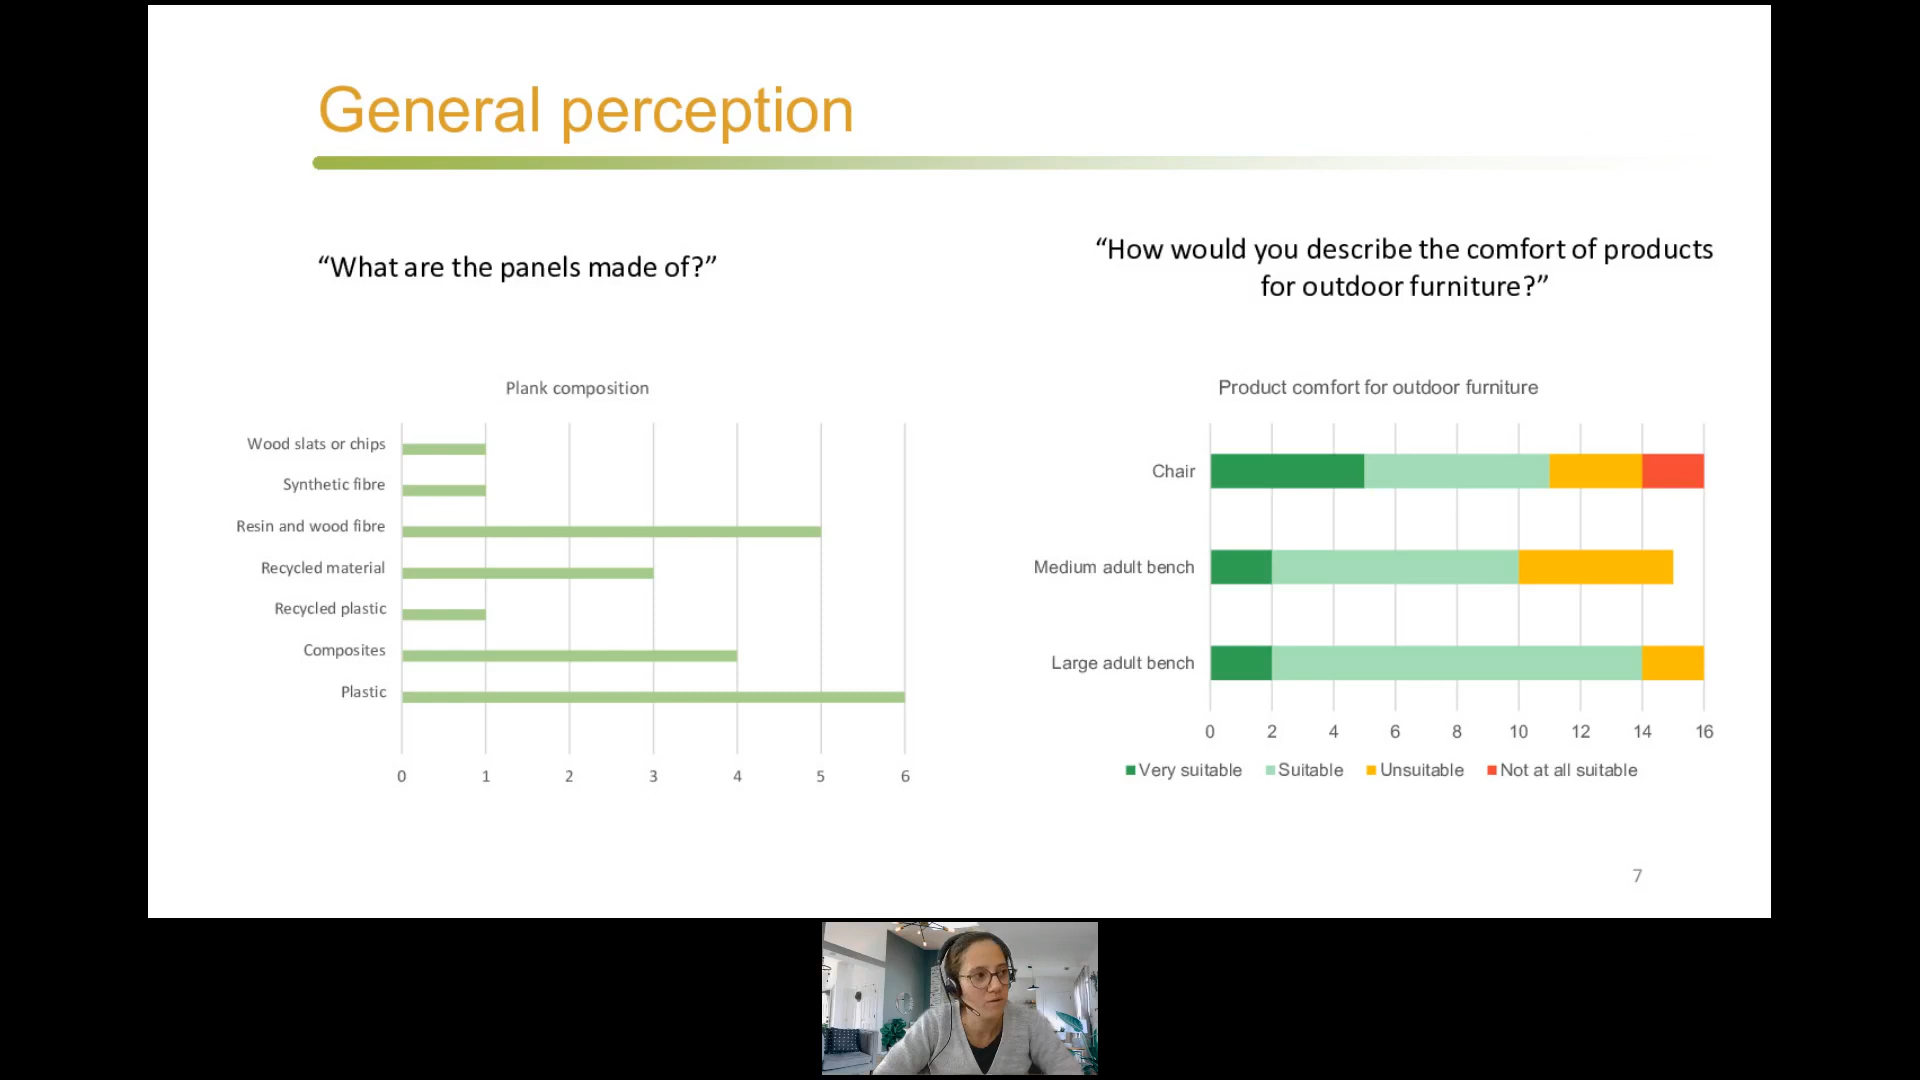 General perception
“What are the panels made of?”
“How would you describe the comfort of products
for outdoor furniture?”
Plank composition
Wood slats or chips
Synthetic fibre
Resin and wood fibre
Recycled material
Recycled plastic
Composites
Plastic
0 1 2 3 4 5 6
Product comfort for outdoor furniture
Chair
Medium adult bench
Large adult bench
0 2 4 6 8 10 12 14 16
Very suitable Suitable Unsuitable Not at all suitable
7